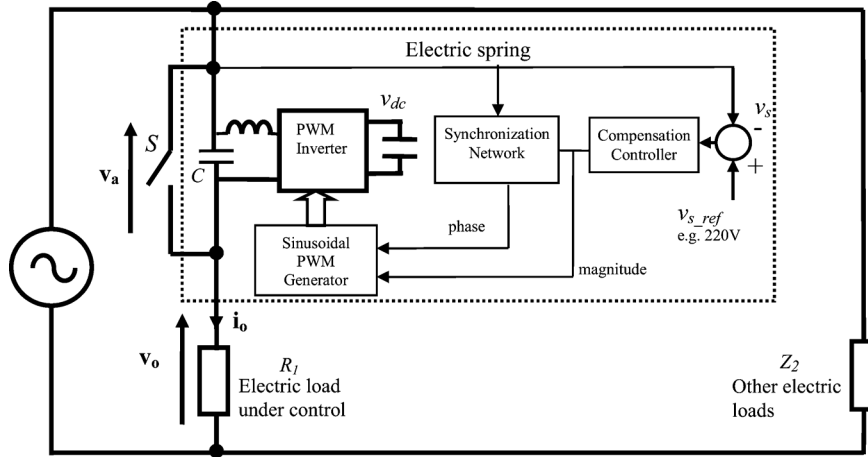 Electric spring
v_dc
v_s
PWM
Inverter
Synchronization
Network
Compensation
Controller
-
+
S
v_a
C
v_s_ref
e.g. 220V
phase
Sinusoidal
PWM
Generator
magnitude
i_o
v_o
R_1
Electric load
under control
Z_2
Other electric
loads